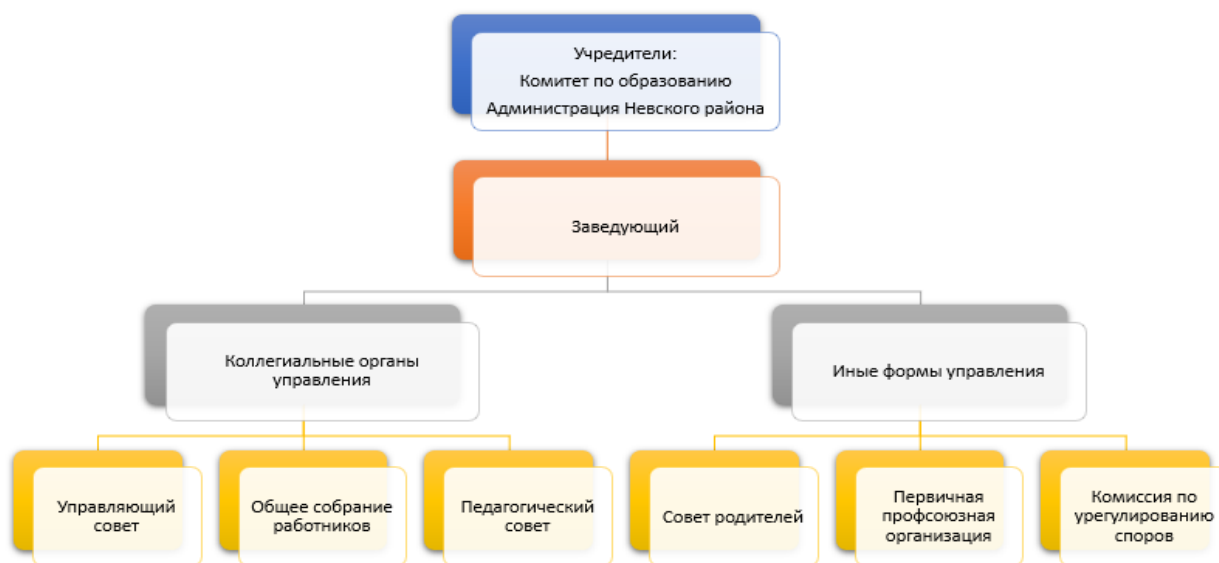 Учредители:
Комитет по образованию
Администрация Невского района
Заведующий
Коллегиальные органы
управления
Иные формы управления
Управляющий
совет
Общее собрание
работников
Педагогический
совет
Совет родителей
Первичная
профсоюзная
организация
Комиссия по
урегулированию
споров